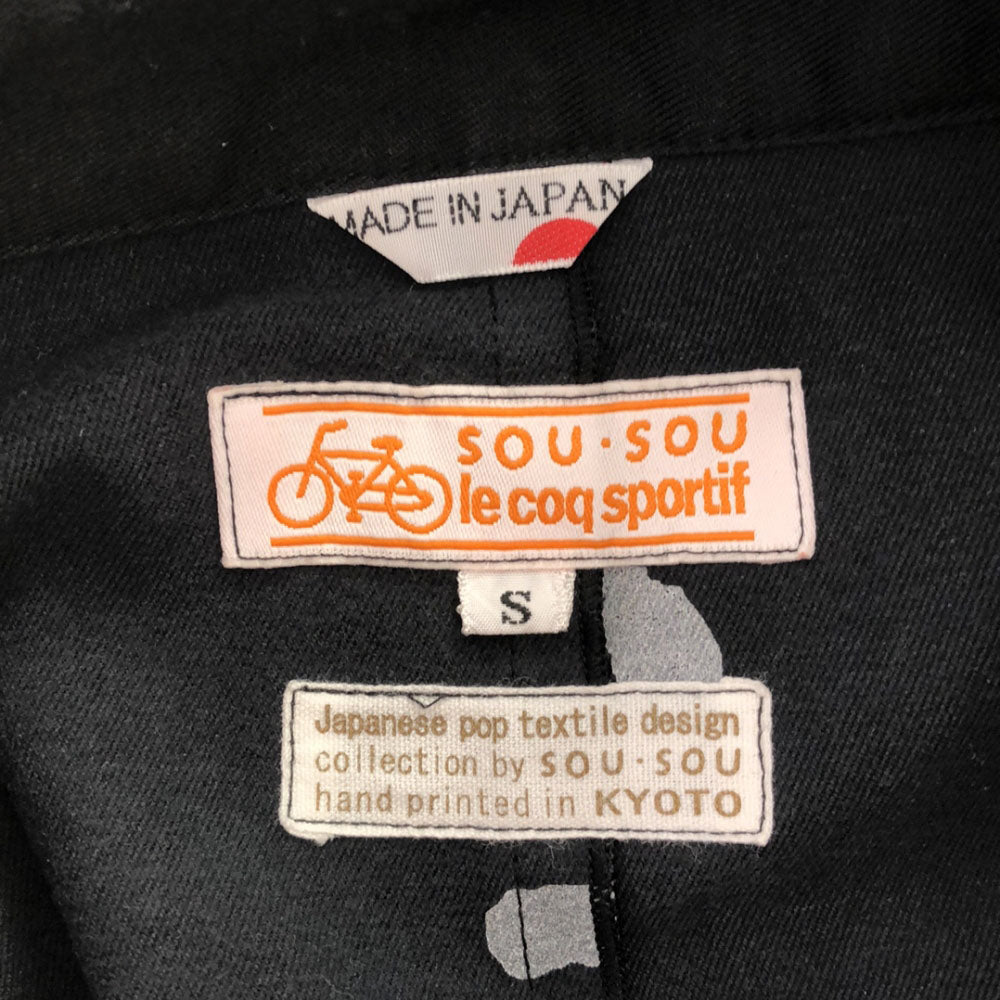 MADE IN JAPAN
SOU・SOU
le coq sportif
S
Japanese pop textile design
collection by SOU・SOU
hand printed in KYOTO